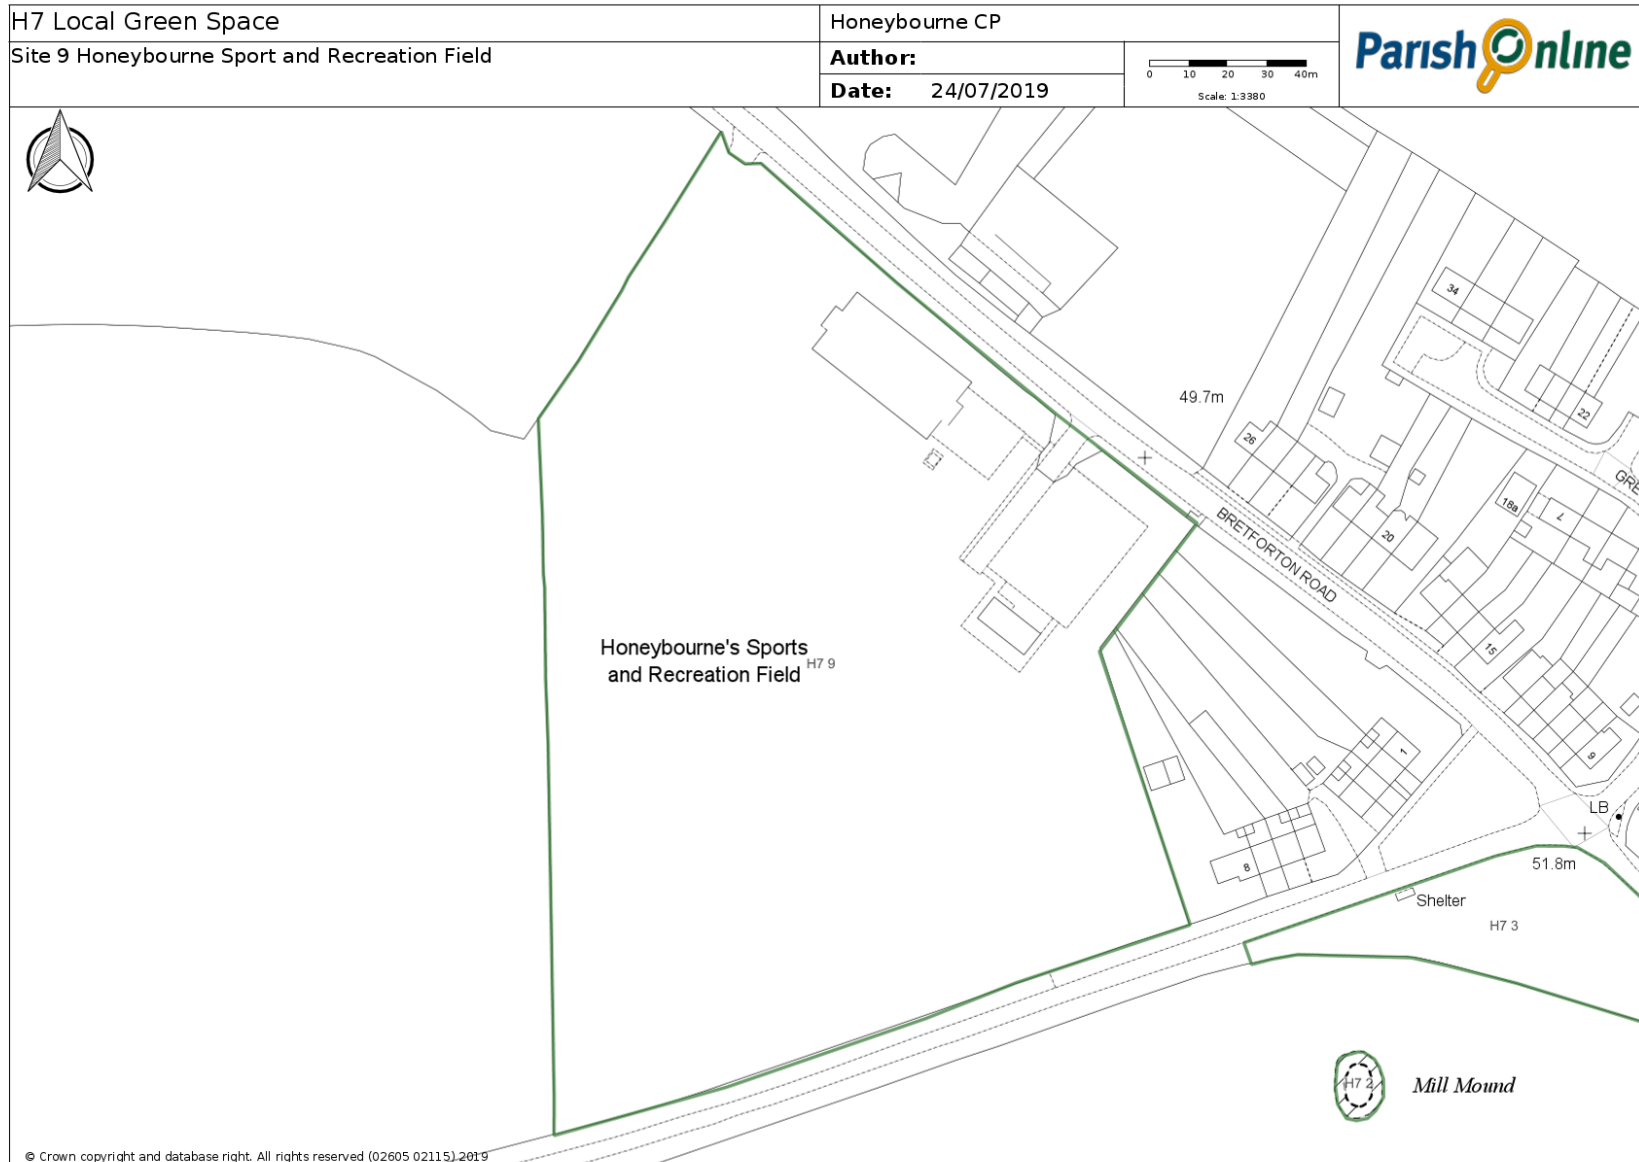 H7 Local Green Space
Site 9 Honeybourne Sport and Recreation Field
Honeybourne CP
Author:
Date: 24/07/2019
0 10 20 30 40m
Scale: 1:3380
Parish Online
34
49.7m
22
26
GRE
18a
7
20
BRETFORTON ROAD
15
Honeybourne's Sports
and Recreation Field
H7 9
1
9
LB
8
51.8m
Shelter
H7 3
H7 2
Mill Mound
© Crown copyright and database right. All rights reserved (02605 02115) 2019